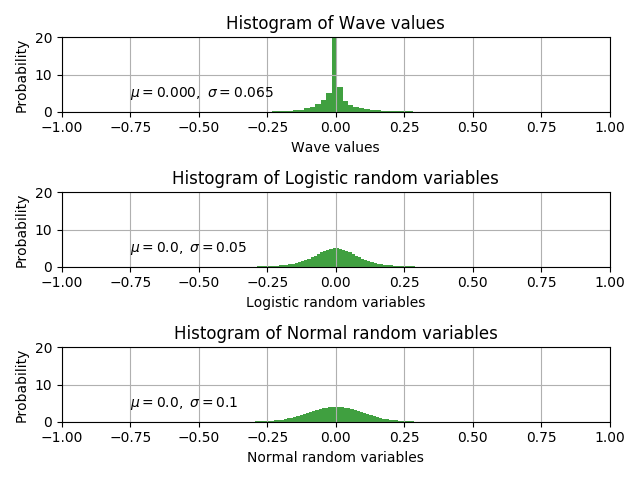 Histogram of Wave values
Probability
20
10
0
μ = 0.000, σ = 0.065
−1.00 −0.75 −0.50 −0.25 0.00 0.25 0.50 0.75 1.00
Wave values
Histogram of Logistic random variables
Probability
20
10
0
μ = 0.0, σ = 0.05
−1.00 −0.75 −0.50 −0.25 0.00 0.25 0.50 0.75 1.00
Logistic random variables
Histogram of Normal random variables
Probability
20
10
0
μ = 0.0, σ = 0.1
−1.00 −0.75 −0.50 −0.25 0.00 0.25 0.50 0.75 1.00
Normal random variables